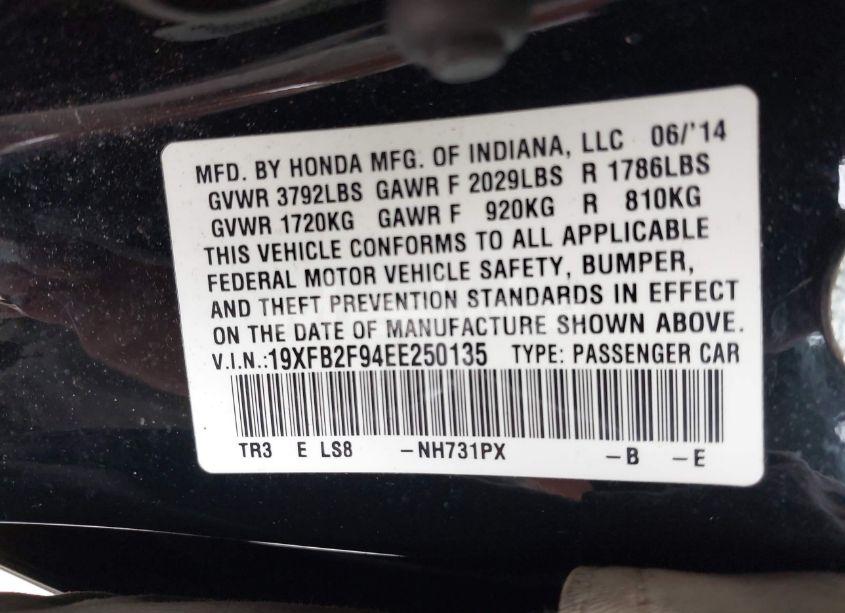 MFD. BY HONDA MFG. OF INDIANA, LLC 06/'14
GVWR 3792LBS GAWR F 2029LBS R 1786LBS
GVWR 1720KG GAWR F 920KG R 810KG
THIS VEHICLE CONFORMS TO ALL APPLICABLE
FEDERAL MOTOR VEHICLE SAFETY, BUMPER,
AND THEFT PREVENTION STANDARDS IN EFFECT
ON THE DATE OF MANUFACTURE SHOWN ABOVE.
V.I.N.:19XFB2F94EE250135 TYPE: PASSENGER CAR
TR3 E LS8 -NH731PX -B -E